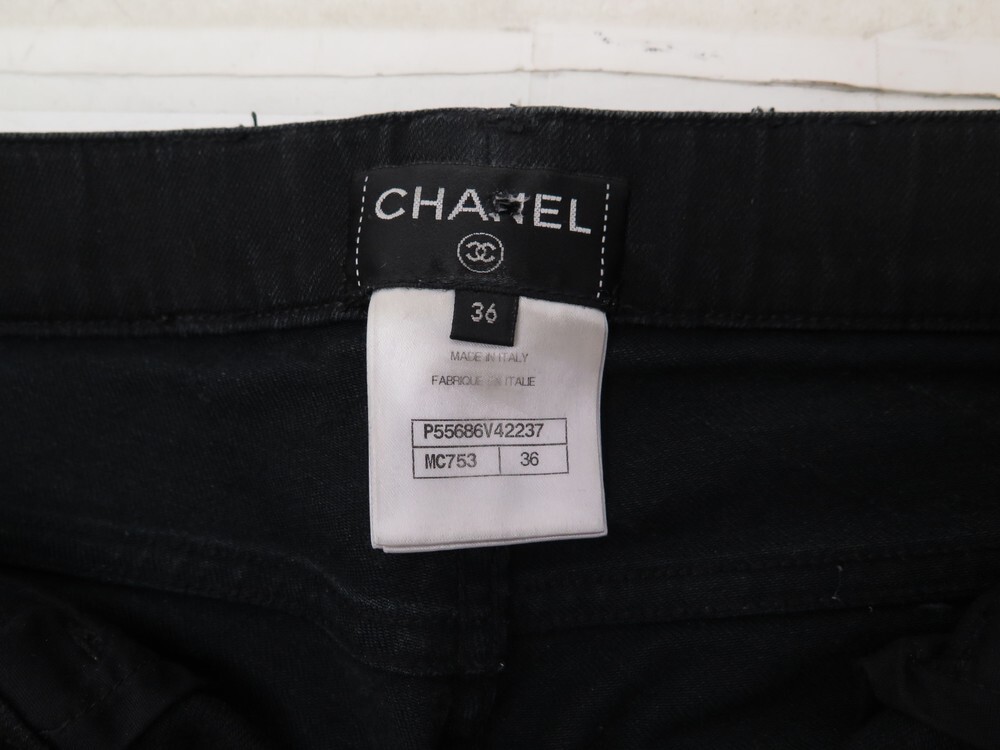 CHANEL
36
MADE IN ITALY
FABRIQUE EN ITALIE
P55686V42237
MC753 36